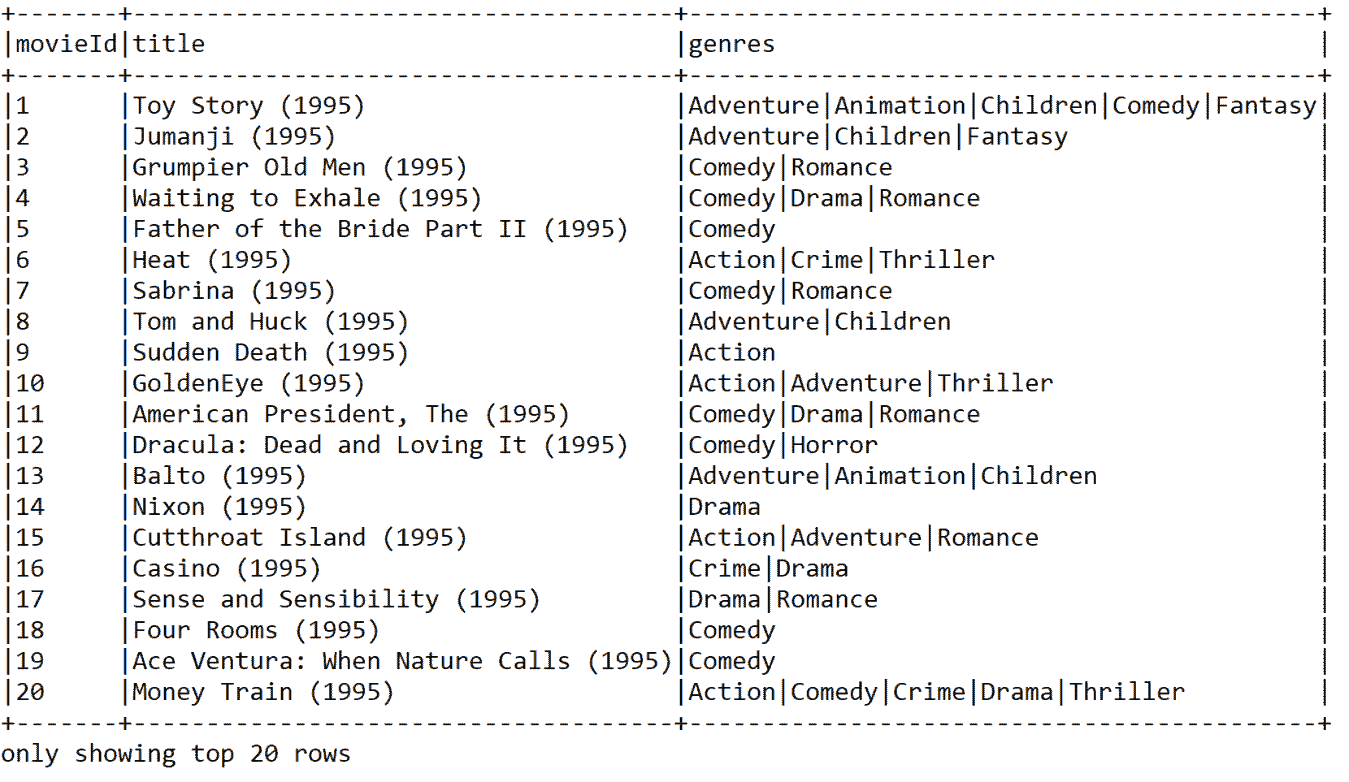 +-------+-------------------------------------+-------------------------------------------+
|movieId|title                                |genres                                     |
+-------+-------------------------------------+-------------------------------------------+
|1      |Toy Story (1995)                     |Adventure|Animation|Children|Comedy|Fantasy|
|2      |Jumanji (1995)                       |Adventure|Children|Fantasy                 |
|3      |Grumpier Old Men (1995)              |Comedy|Romance                             |
|4      |Waiting to Exhale (1995)             |Comedy|Drama|Romance                       |
|5      |Father of the Bride Part II (1995)   |Comedy                                     |
|6      |Heat (1995)                          |Action|Crime|Thriller                      |
|7      |Sabrina (1995)                       |Comedy|Romance                             |
|8      |Tom and Huck (1995)                  |Adventure|Children                         |
|9      |Sudden Death (1995)                  |Action                                     |
|10     |GoldenEye (1995)                     |Action|Adventure|Thriller                  |
|11     |American President, The (1995)       |Comedy|Drama|Romance                       |
|12     |Dracula: Dead and Loving It (1995)   |Comedy|Horror                              |
|13     |Balto (1995)                         |Adventure|Animation|Children               |
|14     |Nixon (1995)                         |Drama                                      |
|15     |Cutthroat Island (1995)              |Action|Adventure|Romance                   |
|16     |Casino (1995)                        |Crime|Drama                                |
|17     |Sense and Sensibility (1995)         |Drama|Romance                              |
|18     |Four Rooms (1995)                    |Comedy                                     |
|19     |Ace Ventura: When Nature Calls (1995)|Comedy                                     |
|20     |Money Train (1995)                   |Action|Comedy|Crime|Drama|Thriller         |
+-------+-------------------------------------+-------------------------------------------+
only showing top 20 rows